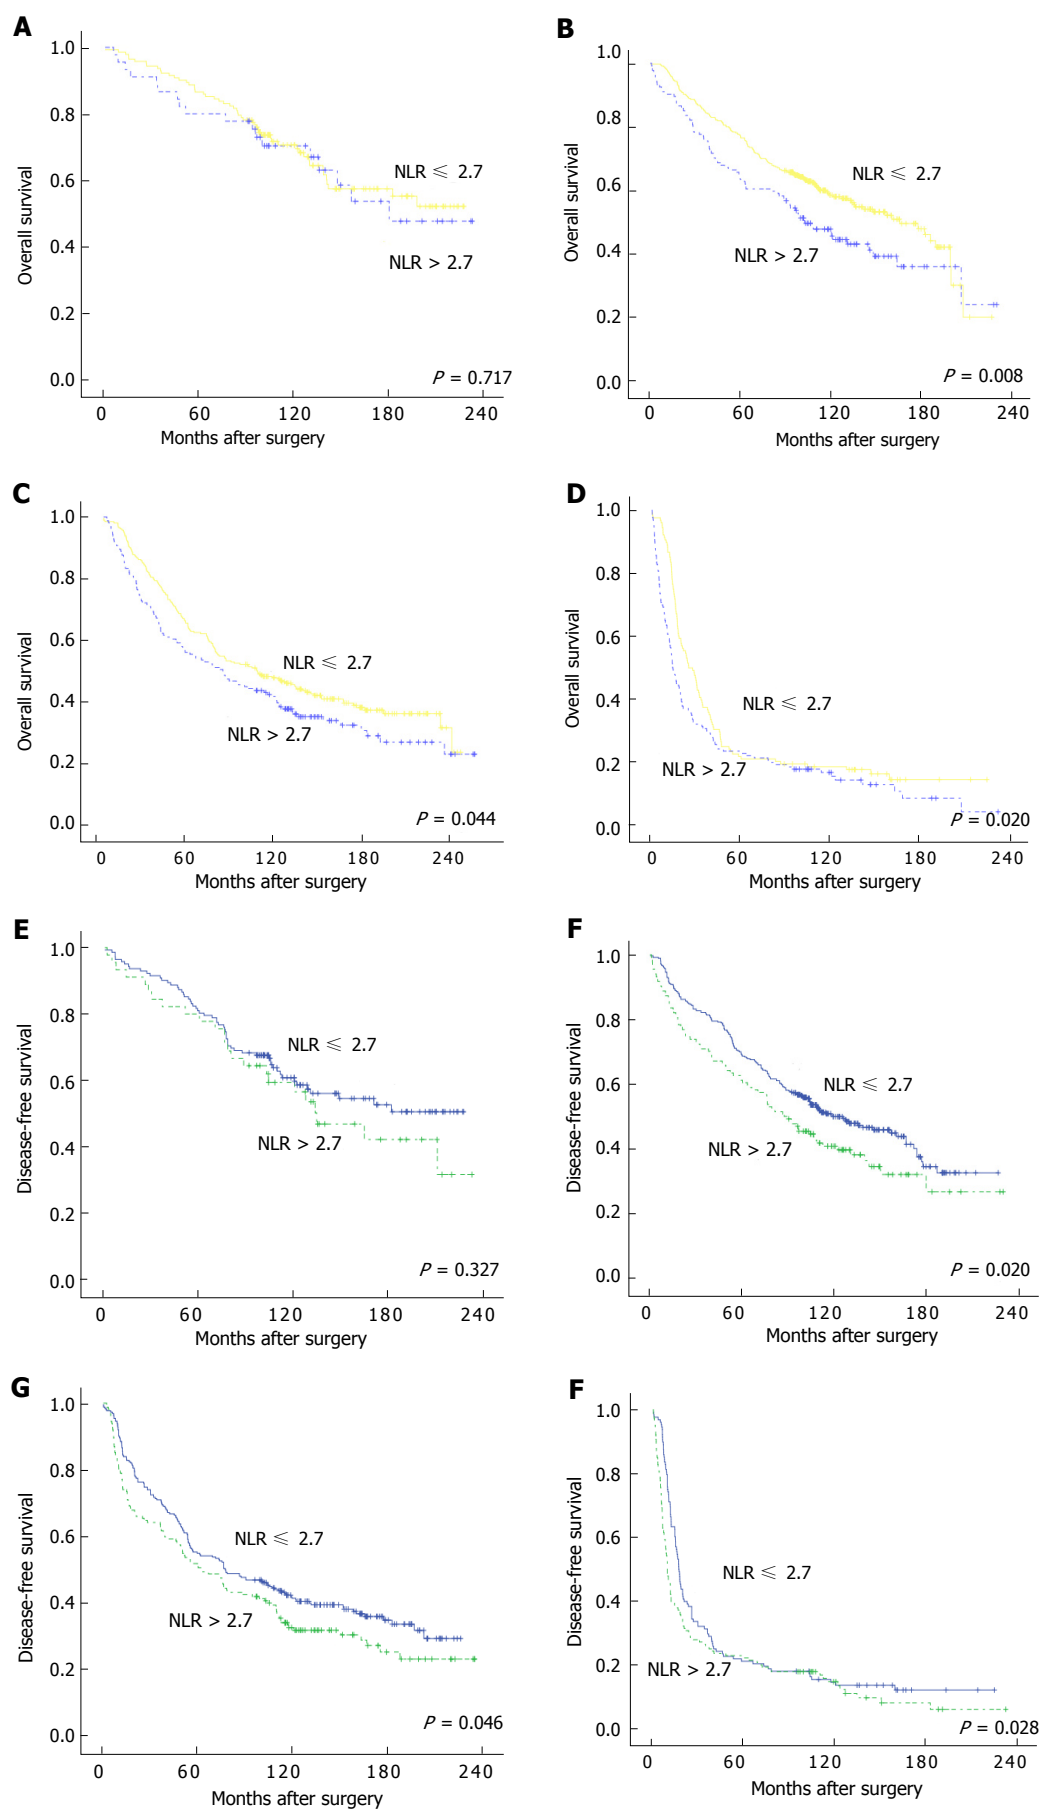 A
1.0
0.8
0.6
0.4
0.2
0.0
Overall survival
NLR ≤ 2.7
NLR > 2.7
P = 0.717
0 60 120 180 240
Months after surgery
B
1.0
0.8
0.6
0.4
0.2
0.0
Overall survival
NLR ≤ 2.7
NLR > 2.7
P = 0.008
0 60 120 180 240
Months after surgery
C
1.0
0.8
0.6
0.4
0.2
0.0
Overall survival
NLR ≤ 2.7
NLR > 2.7
P = 0.044
0 60 120 180 240
Months after surgery
D
1.0
0.8
0.6
0.4
0.2
0.0
Overall survival
NLR ≤ 2.7
NLR > 2.7
P = 0.020
0 60 120 180 240
Months after surgery
E
1.0
0.8
0.6
0.4
0.2
0.0
Disease-free survival
NLR ≤ 2.7
NLR > 2.7
P = 0.327
0 60 120 180 240
Months after surgery
F
1.0
0.8
0.6
0.4
0.2
0.0
Disease-free survival
NLR ≤ 2.7
NLR > 2.7
P = 0.020
0 60 120 180 240
Months after surgery
G
1.0
0.8
0.6
0.4
0.2
0.0
Disease-free survival
NLR ≤ 2.7
NLR > 2.7
P = 0.046
0 60 120 180 240
Months after surgery
F
1.0
0.8
0.6
0.4
0.2
0.0
Disease-free survival
NLR ≤ 2.7
NLR > 2.7
P = 0.028
0 60 120 180 240
Months after surgery